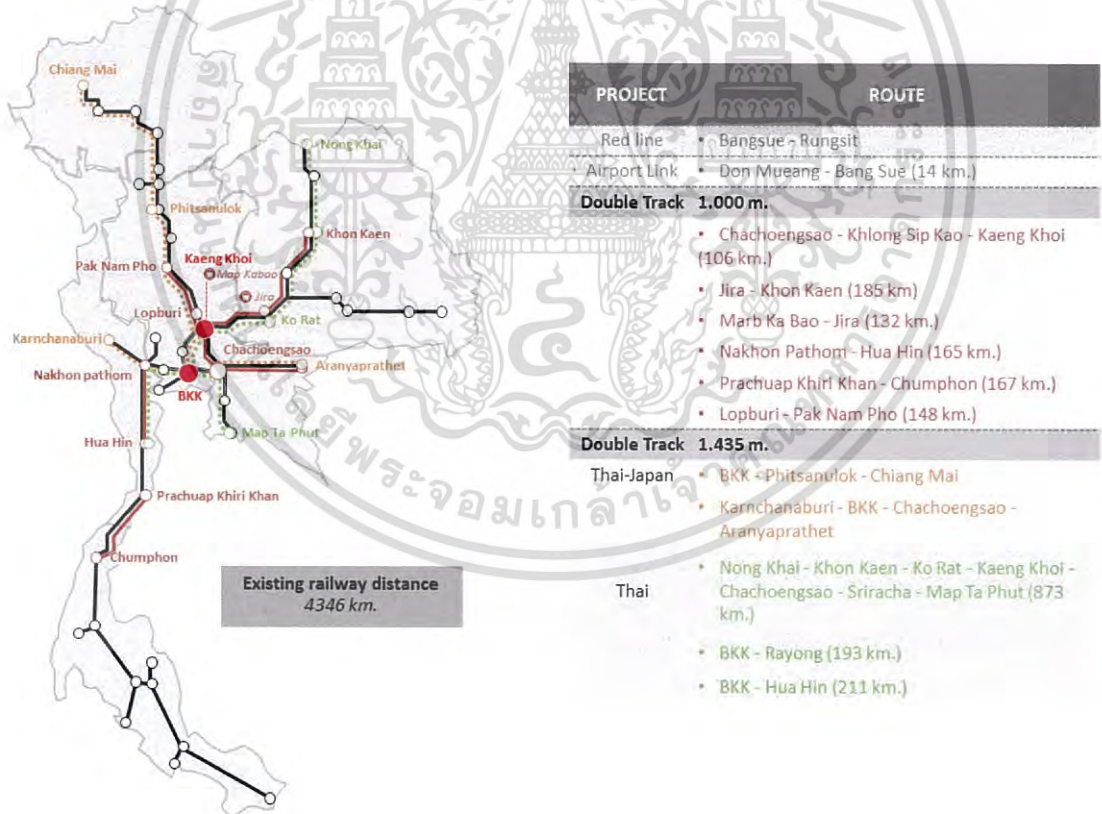 Chiang Mai
Nong Khai
Phitsanulok
Khon Kaen
Pak Nam Pho
Kaeng Khoi
Map Kabao
Jira
Lopburi
Ko Rat
Karnchanaburi
Chachoengsao
Aranyaprathet
Nakhon pathom
BKK
Map Ta Phut
Hua Hin
Prachuap Khiri Khan
Chumphon
Existing railway distance
4346 km.
PROJECT ROUTE
Red line • Bangsue - Rungsit
Airport Link • Don Mueang - Bang Sue (14 km.)
Double Track 1.000 m.
• Chachoengsao - Khlong Sip Kao - Kaeng Khoi
(106 km.)
• Jira - Khon Kaen (185 km)
• Marb Ka Bao - Jira (132 km.)
• Nakhon Pathom - Hua Hin (165 km.)
• Prachuap Khiri Khan - Chumphon (167 km.)
• Lopburi - Pak Nam Pho (148 km.)
Double Track 1.435 m.
Thai-Japan • BKK - Phitsanulok - Chiang Mai
• Karnchanaburi - BKK - Chachoengsao -
Aranyaprathet
• Nong Khai - Khon Kaen - Ko Rat - Kaeng Khoi -
Thai Chachoengsao - Sriracha - Map Ta Phut (873
km.)
• BKK - Rayong (193 km.)
• BKK - Hua Hin (211 km.)